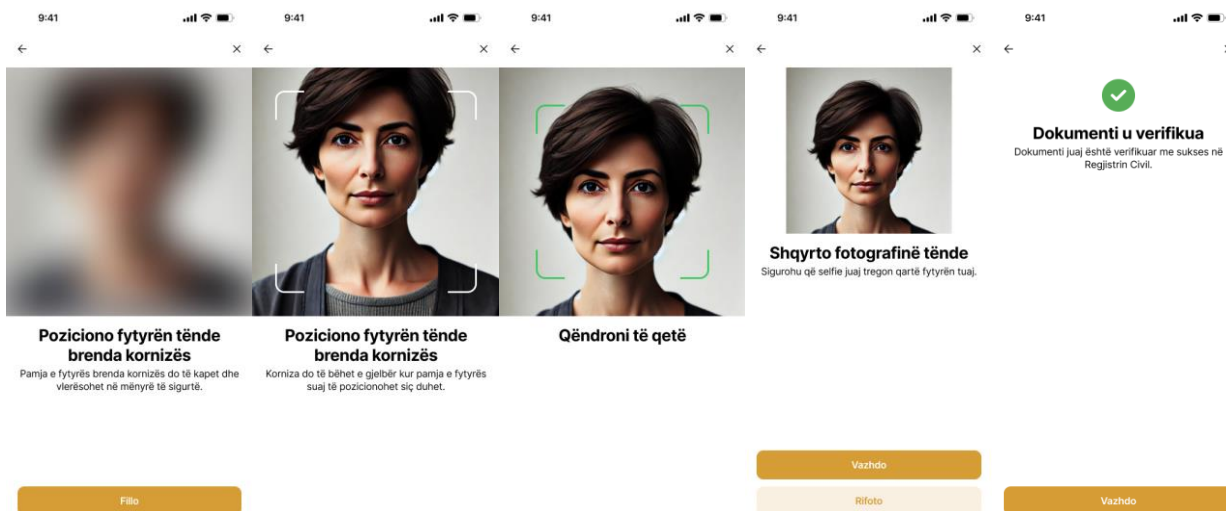 9:41
Poziciono fytyrën tënde
brenda kornizës
Pamja e fytyrës brenda kornizës do të kapet dhe
vlerësohet në mënyrë të sigurtë.
Fillo
9:41
Poziciono fytyrën tënde
brenda kornizës
Korniza do të bëhet e gjelbër kur pamja e fytyrës
suaj të pozicionohet siç duhet.
9:41
Qëndroni të qetë
9:41
Shqyrto fotografinë tënde
Sigurohu që selfie juaj tregon qartë fytyrën tuaj.
Vazhdo
Rifoto
9:41
Dokumenti u verifikua
Dokumenti juaj është verifikuar me sukses në
Regjistrin Civil.
Vazhdo